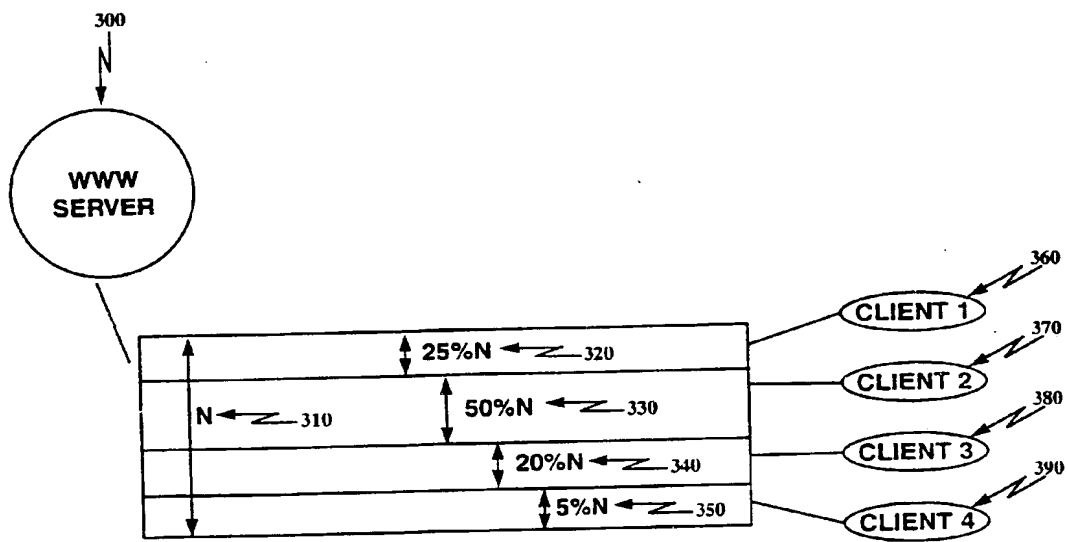 300
WWW
SERVER
360
CLIENT 1
25%N 320
370
CLIENT 2
50%N 330
N 310
380
CLIENT 3
20%N 340
390
5%N 350
CLIENT 4